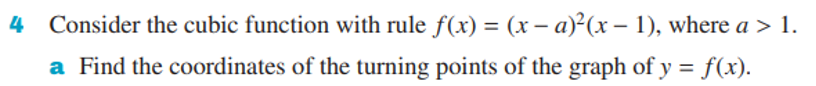 4 Consider the cubic function with rule f(x) = (x − a)²(x − 1), where a > 1.
a Find the coordinates of the turning points of the graph of y = f(x).